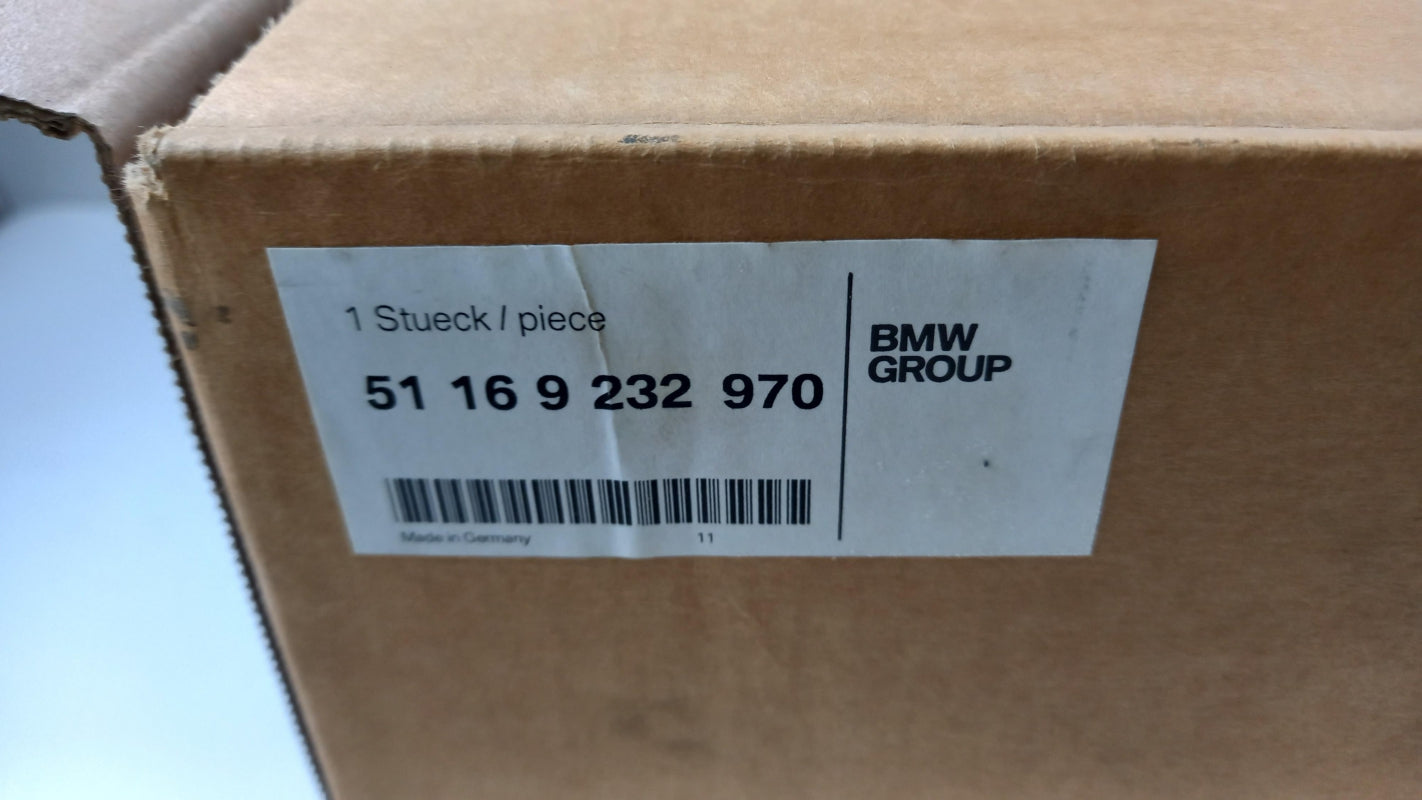 1 Stueck / piece
51 16 9 232 970
Made in Germany 11
BMW
GROUP